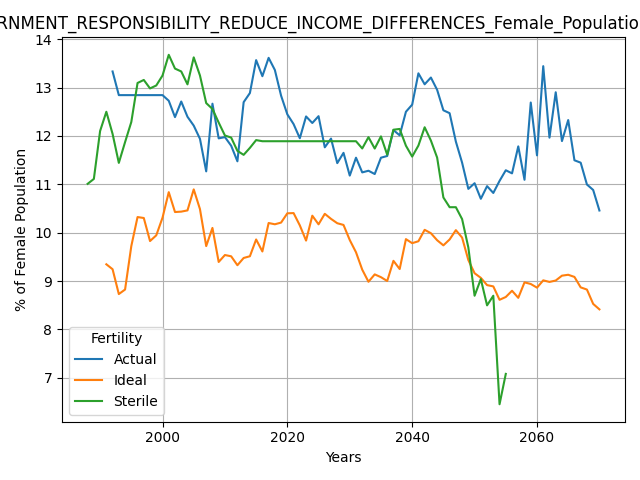 RNMENT_RESPONSIBILITY_REDUCE_INCOME_DIFFERENCES_Female_Populatio
14
13
12
11
10
9
8
7
% of Female Population
Fertility
Actual
Ideal
Sterile
2000 2020 2040 2060
Years